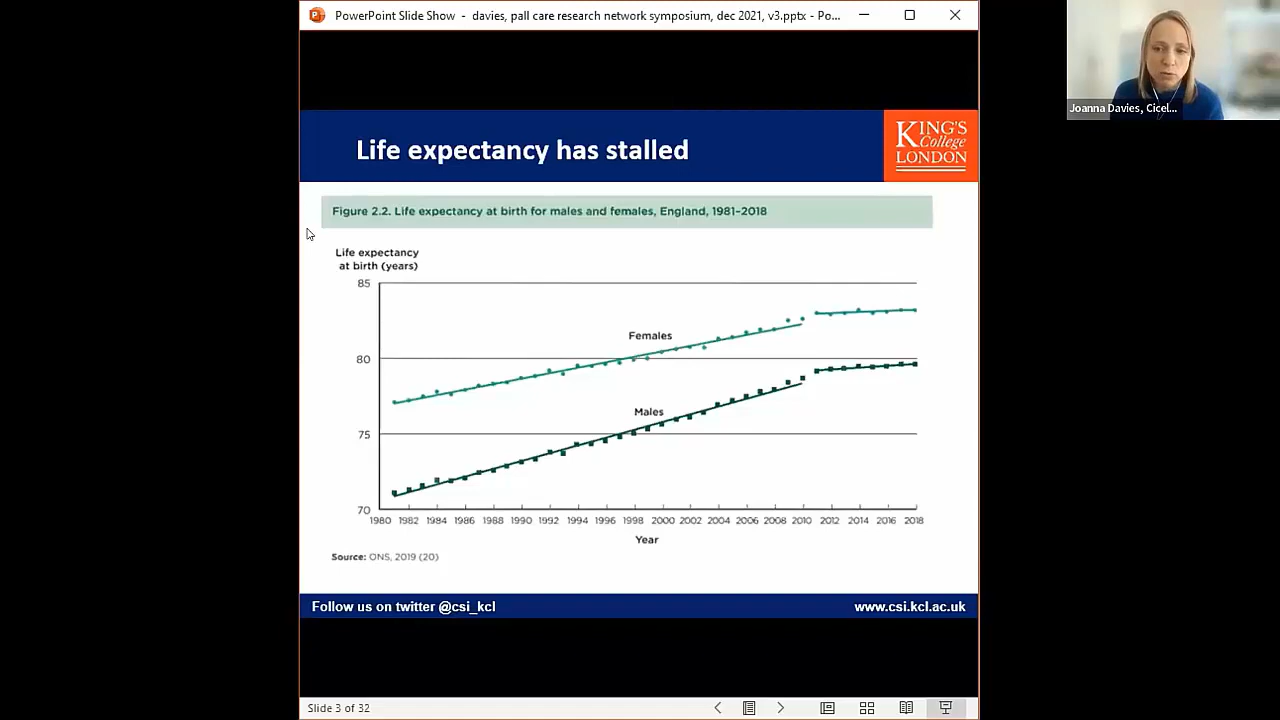 PowerPoint Slide Show - davies, pall care research network symposium, dec 2021, v3.pptx - Po...
Joanna Davies, Cicel...
Life expectancy has stalled
KING'S
College
LONDON
Figure 2.2. Life expectancy at birth for males and females, England, 1981–2018
Life expectancy
at birth (years)
85
Females
80
Males
75
70
1980 1982 1984 1986 1988 1990 1992 1994 1996 1998 2000 2002 2004 2006 2008 2010 2012 2014 2016 2018
Year
Source: ONS, 2019 (20)
Follow us on twitter @csi_kcl
www.csi.kcl.ac.uk
Slide 3 of 32